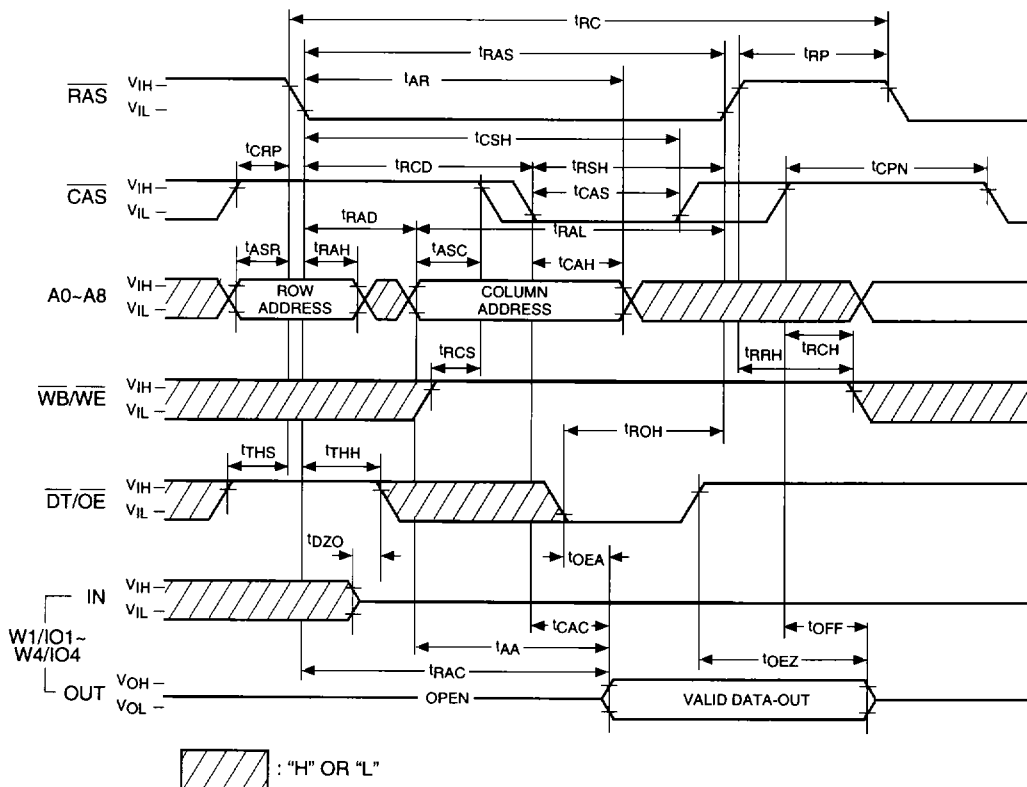 tRC
tRAS
tRP
tAR
RAS
VIH
VIL
tCSH
tCRP
tRCD
tRSH
tCPN
CAS
VIH
VIL
tCAS
tRAD
tRAL
tASR
tRAH
tASC
tCAH
A0~A8
VIH
VIL
ROW ADDRESS
COLUMN ADDRESS
tRCS
tRCH
tRRH
WB/WE
VIH
VIL
tROH
tTHS
tTHH
DT/OE
VIH
VIL
tDZO
tOEA
IN
VIH
VIL
W1/IO1~
W4/IO4
tCAC
tOFF
tAA
tOEZ
tRAC
OUT
VOH
VOL
OPEN
VALID DATA-OUT
: "H" OR "L"